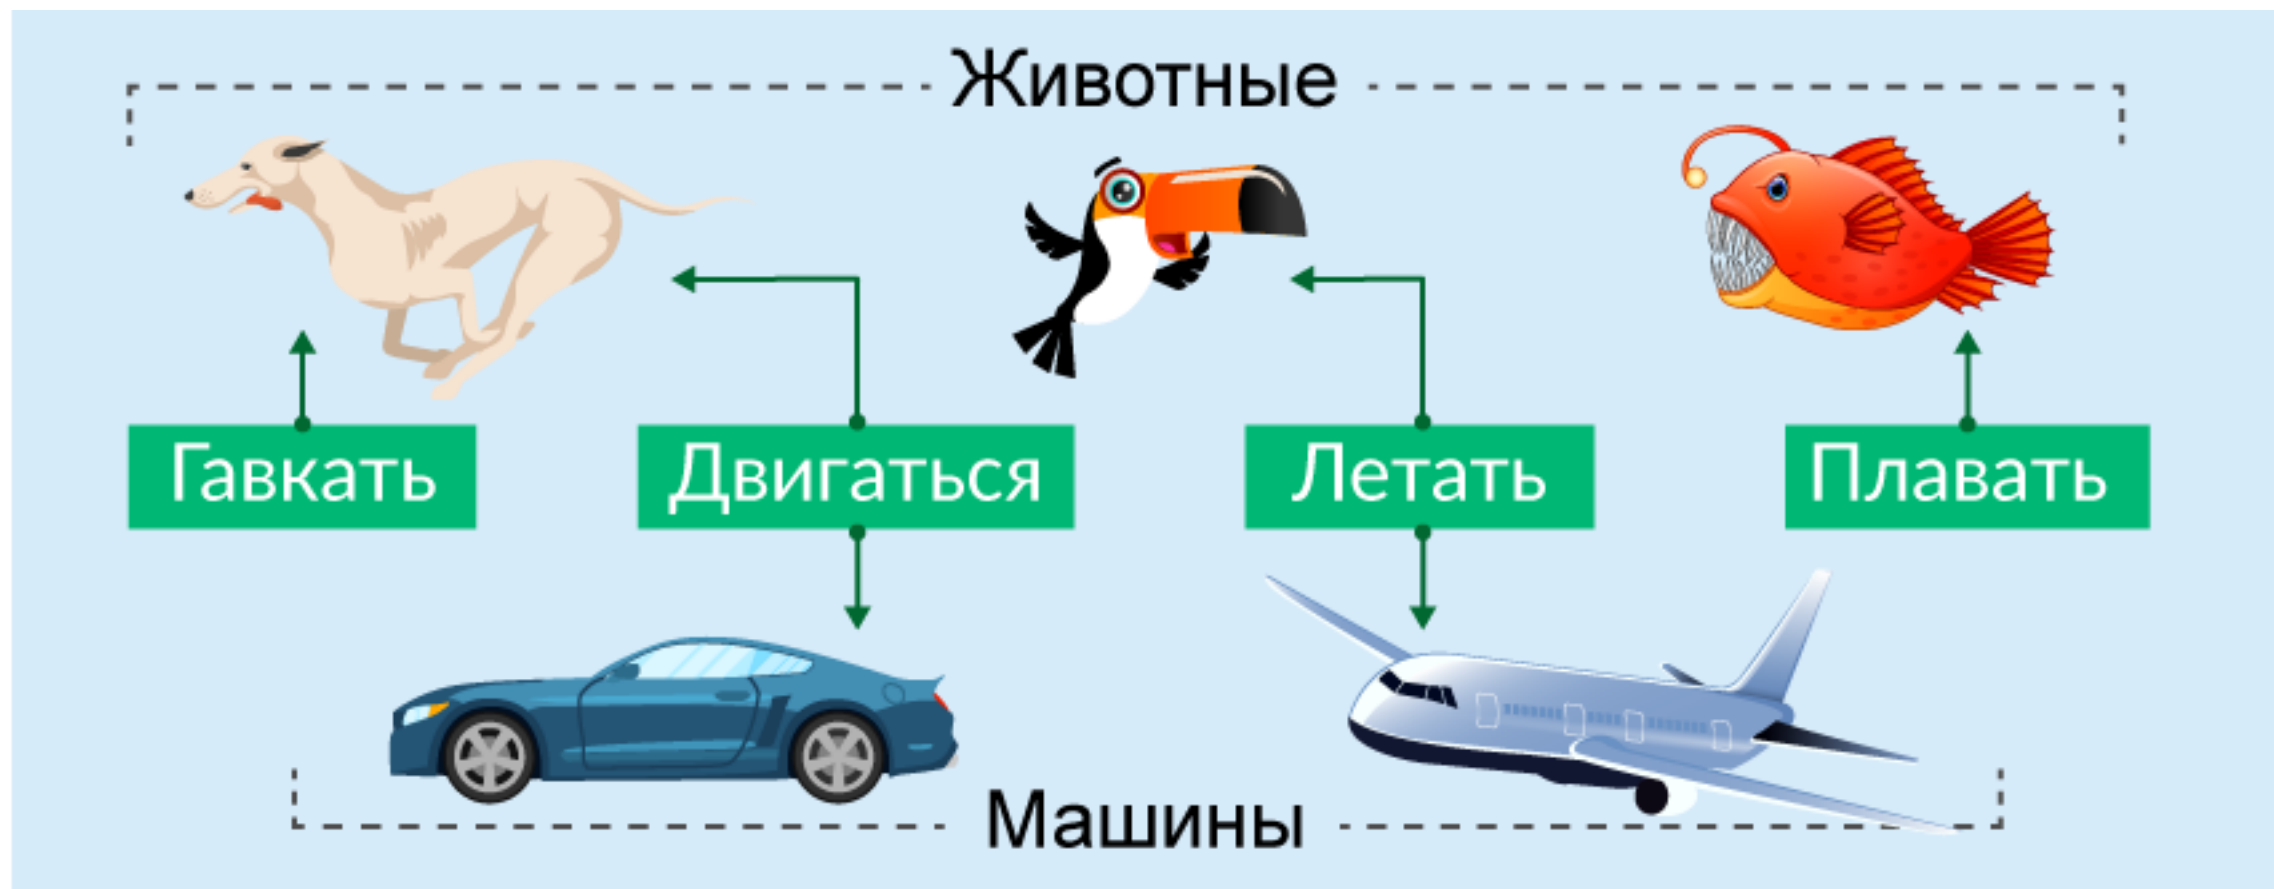 Животные
Гавкать
Двигаться
Летать
Плавать
Машины